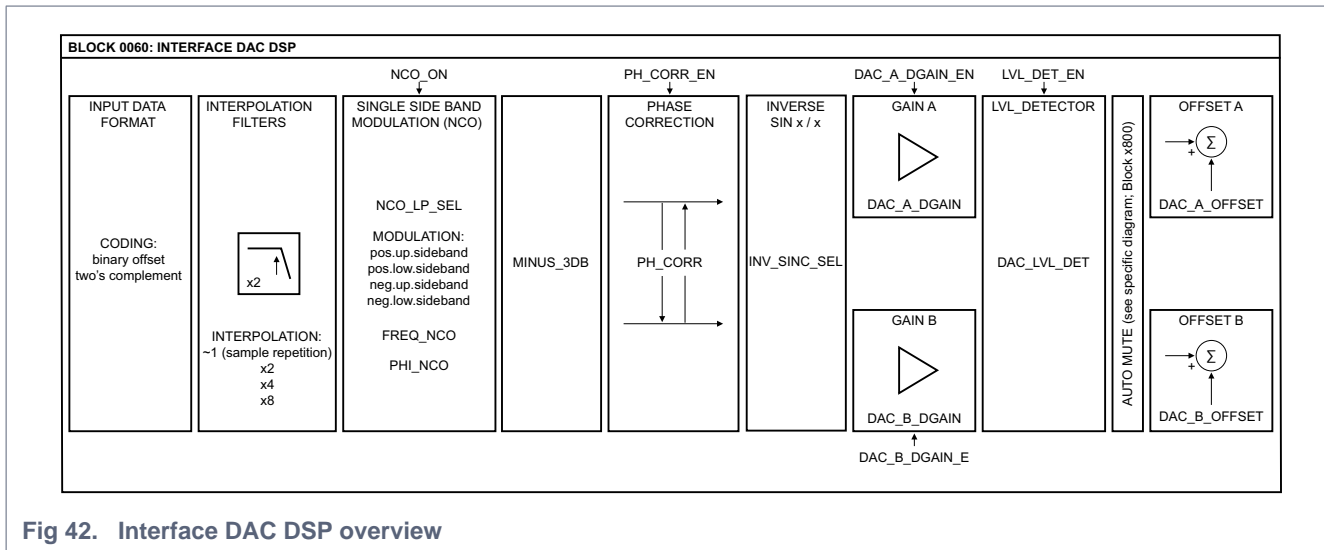 BLOCK 0060: INTERFACE DAC DSP
NCO_ON
PH_CORR_EN
DAC_A_DGAIN_EN
LVL_DET_EN
INPUT DATA
FORMAT
CODING:
binary offset
two's complement
INTERPOLATION
FILTERS
x2
INTERPOLATION:
~1 (sample repetition)
x2
x4
x8
SINGLE SIDE BAND
MODULATION (NCO)
NCO_LP_SEL
MODULATION:
pos.up.sideband
pos.low.sideband
neg.up.sideband
neg.low.sideband
FREQ_NCO
PHI_NCO
MINUS_3DB
PHASE
CORRECTION
PH_CORR
INVERSE
SIN x / x
INV_SINC_SEL
GAIN A
DAC_A_DGAIN
GAIN B
DAC_B_DGAIN
DAC_B_DGAIN_E
LVL_DETECTOR
DAC_LVL_DET
AUTO MUTE (see specific diagram; Block x800)
OFFSET A
Σ
+
DAC_A_OFFSET
OFFSET B
Σ
+
DAC_B_OFFSET
Fig 42. Interface DAC DSP overview